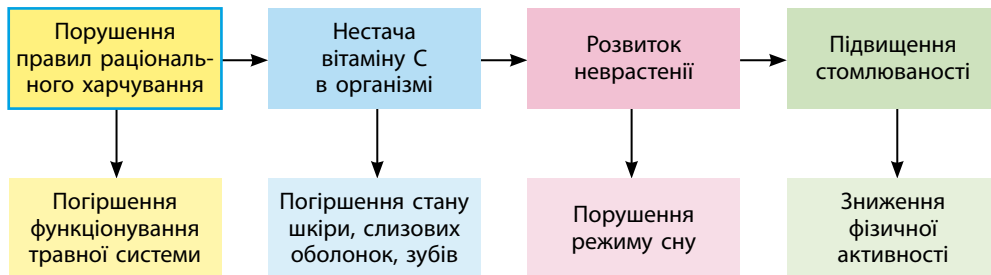 Порушення
правил раціональ-
ного харчування
Нестача
вітаміну С
в організмі
Розвиток
неврастенії
Підвищення
стомлюваності
Погіршення
функціонування
травної системи
Погіршення стану
шкіри, слизових
оболонок, зубів
Порушення
режиму сну
Зниження
фізичної
активності